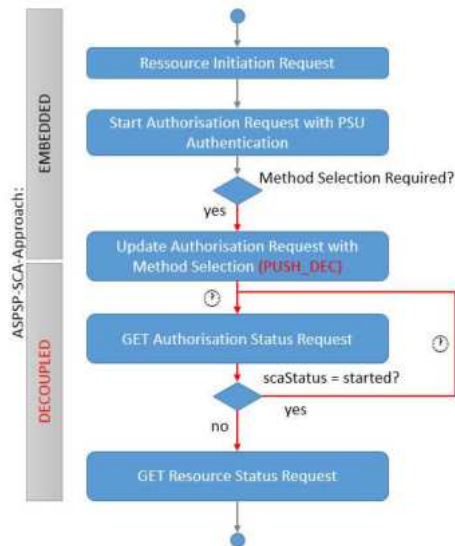 Ressource Initiation Request
Start Authorisation Request with PSU
Authentication
Method Selection Required?
yes
Update Authorisation Request with
Method Selection (PUSH_DEC)
GET Authorisation Status Request
scaStatus = started?
yes
no
GET Resource Status Request
ASPSP-SCA-Approach:
EMBEDDED
DECOUPLED